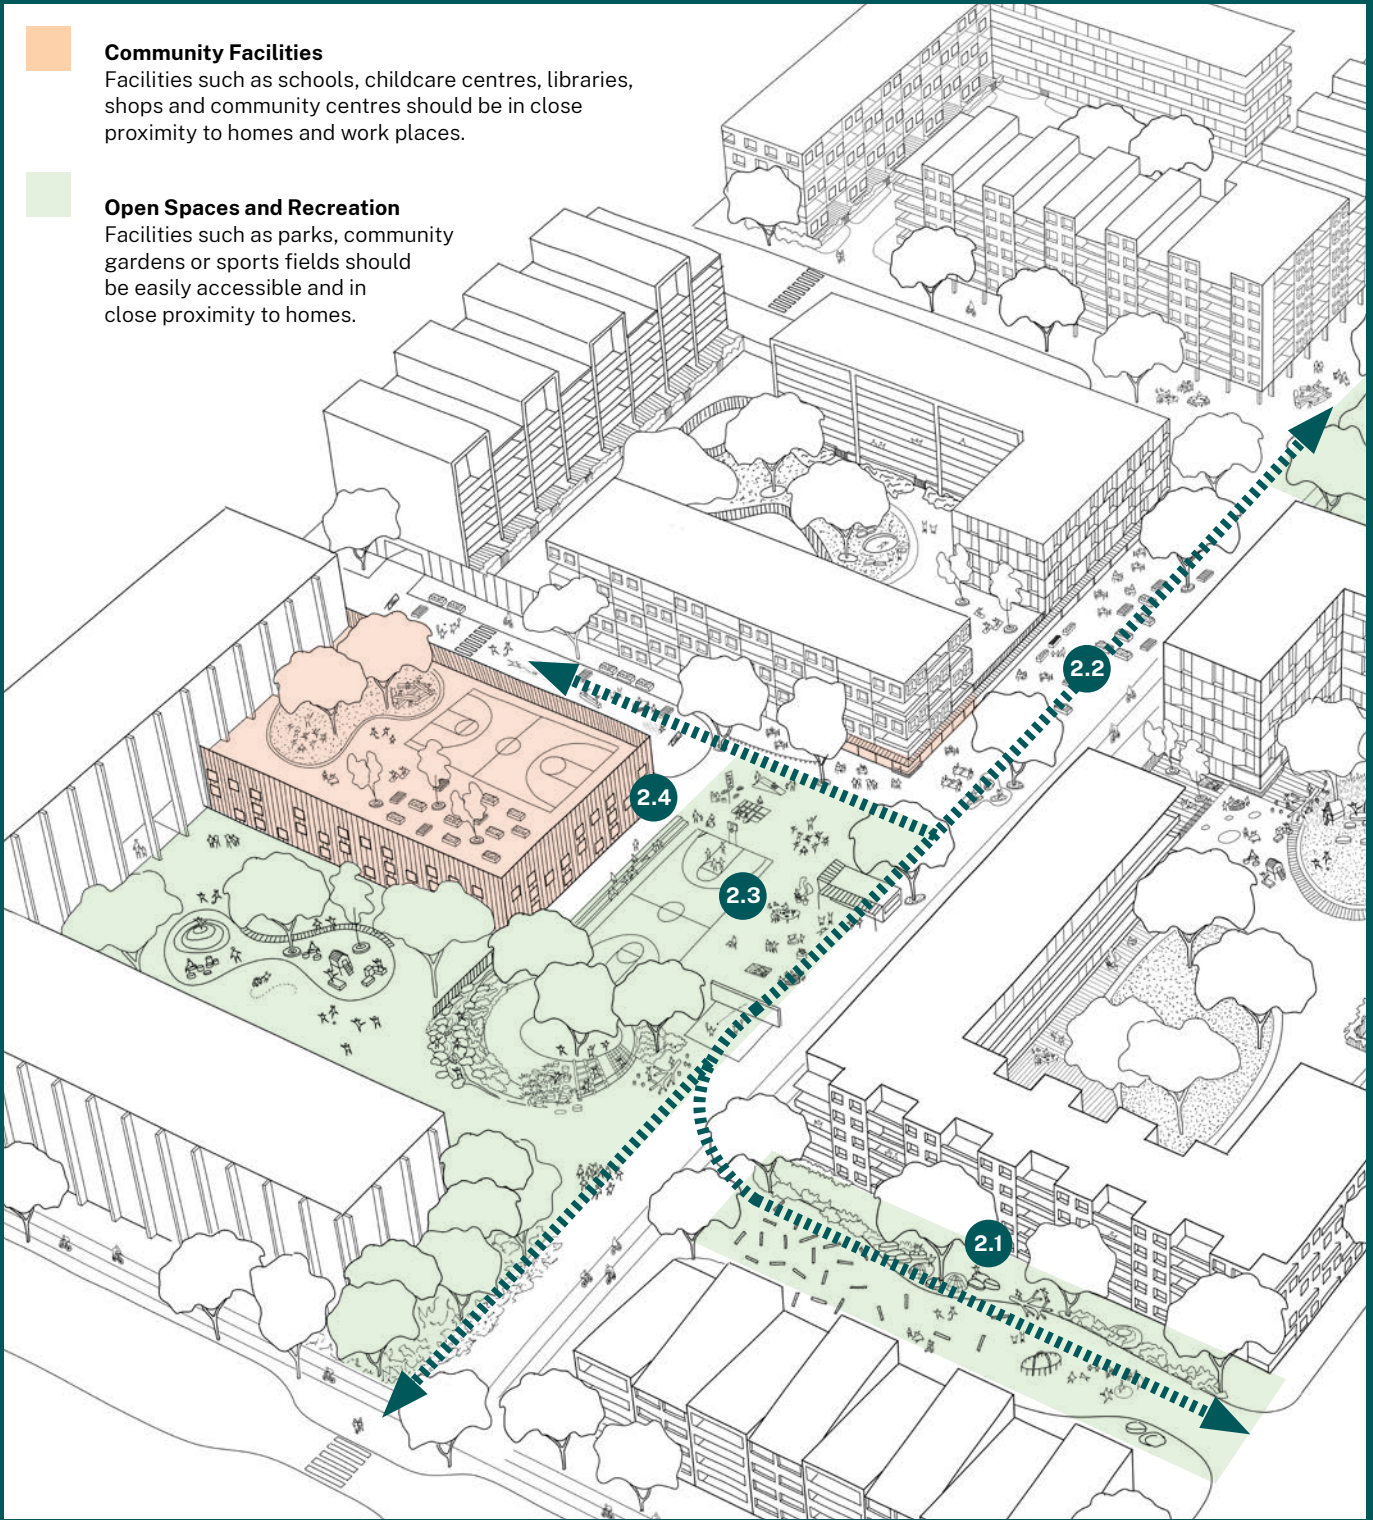 Community Facilities
Facilities such as schools, childcare centres, libraries,
shops and community centres should be in close
proximity to homes and work places.
Open Spaces and Recreation
Facilities such as parks, community
gardens or sports fields should
be easily accessible and in
close proximity to homes.
2.2
2.4
2.3
2.1